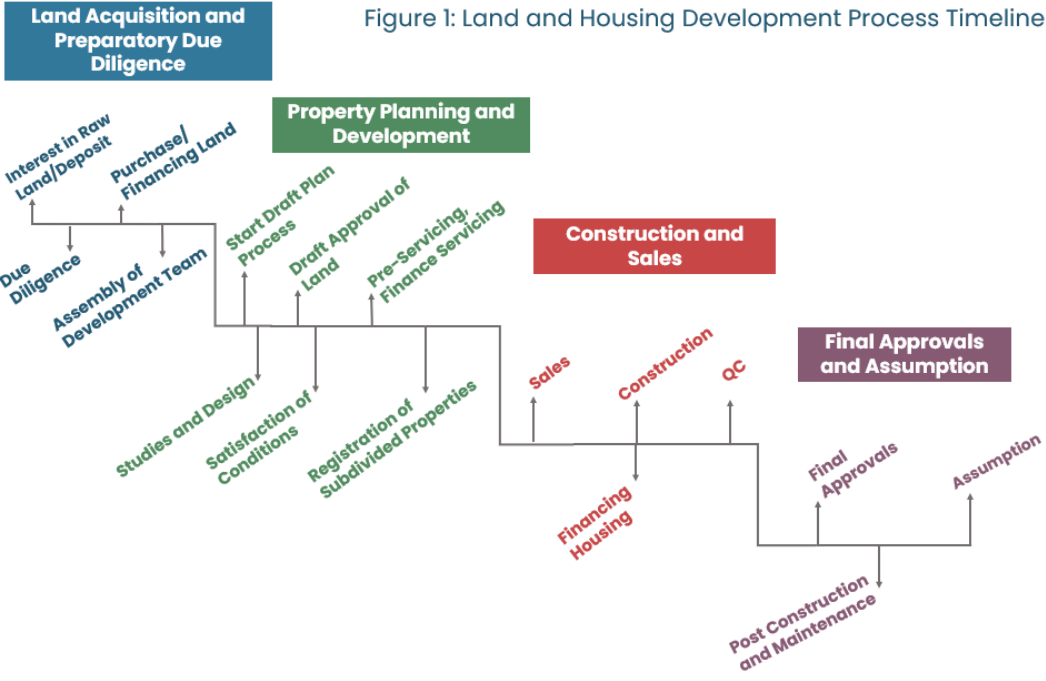 Land Acquisition and
Preparatory Due
Diligence
Figure 1: Land and Housing Development Process Timeline
Interest in Raw
Land/Deposit
Purchase/
Financing Land
Due
Diligence
Assembly of
Development Team
Property Planning and
Development
Start Draft Plan
Process
Draft Approval of
Land
Pre-Servicing,
Finance Servicing
Studies and Design
Satisfaction of
Conditions
Registration of
Subdivided Properties
Construction and
Sales
Sales
Construction
QC
Financing
Housing
Final Approvals
and Assumption
Final
Approvals
Assumption
Post Construction
and Maintenance